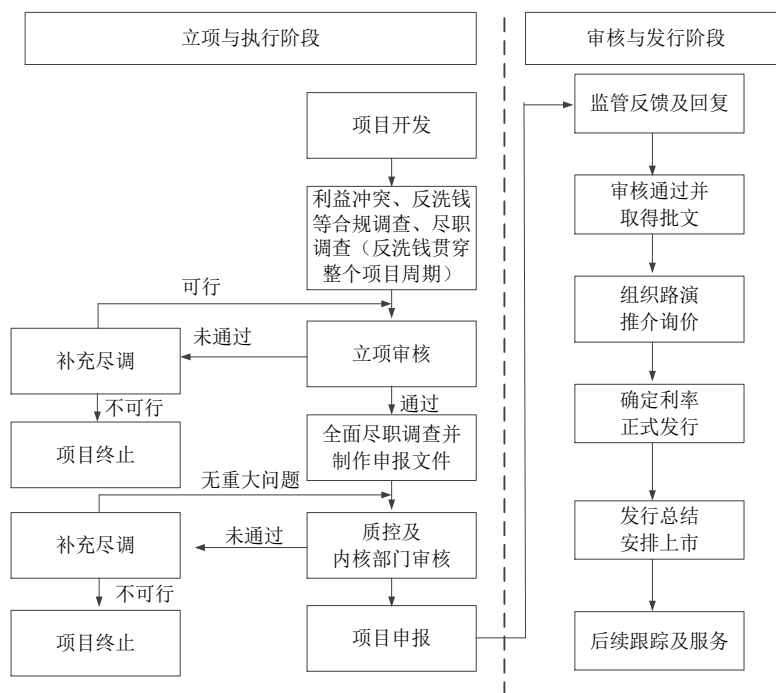 立项与执行阶段
审核与发行阶段
项目开发
利益冲突、反洗钱
等合规调查、尽职
调查（反洗钱贯穿
整个项目周期）
可行
未通过
补充尽调
立项审核
不可行
通过
项目终止
全面尽职调查并
制作申报文件
无重大问题
未通过
补充尽调
质控及
内核部门审核
不可行
项目终止
项目申报
监管反馈及回复
审核通过并
取得批文
组织路演
推介询价
确定利率
正式发行
发行总结
安排上市
后续跟踪及服务